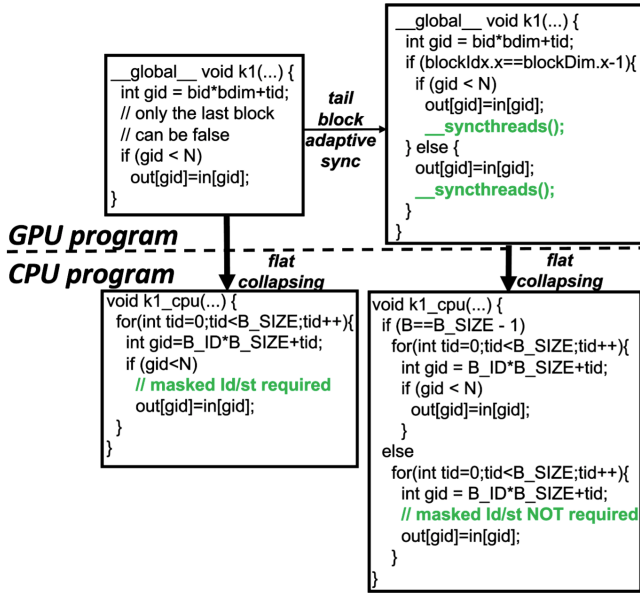 __global__ void k1(...) {
int gid = bid*bdim+tid;
// only the last block
// can be false
if (gid < N)
out[gid]=in[gid];
}
tail
block
adaptive
sync
__global__ void k1(...) {
int gid = bid*bdim+tid;
if (blockIdx.x==blockDim.x-1){
if (gid < N)
out[gid]=in[gid];
__syncthreads();
} else {
out[gid]=in[gid];
__syncthreads();
}
}
GPU program
CPU program
flat
collapsing
flat
collapsing
void k1_cpu(...) {
for(int tid=0;tid<B_SIZE;tid++){
int gid=B_ID*B_SIZE+tid;
if (gid<N)
// masked ld/st required
out[gid]=in[gid];
}
}
void k1_cpu(...) {
if (B==B_SIZE - 1)
for(int tid=0;tid<B_SIZE;tid++){
int gid = B_ID*B_SIZE+tid;
if (gid < N)
out[gid]=in[gid];
}
else
for(int tid=0;tid<B_SIZE;tid++){
int gid = B_ID*B_SIZE+tid;
// masked ld/st NOT required
out[gid]=in[gid];
}
}